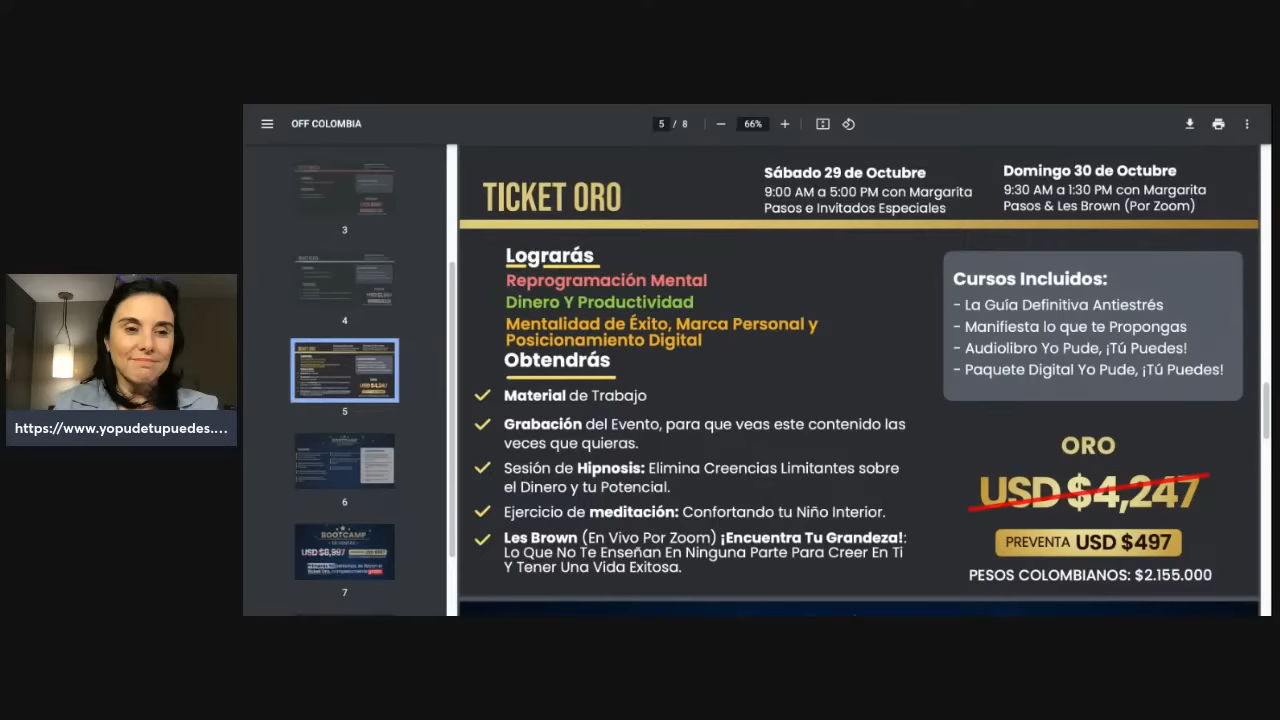 OFF COLOMBIA
5 / 8
66%
3
4
5
6
7
https://www.yopudetupuedes....
TICKET ORO
Sábado 29 de Octubre
9:00 AM a 5:00 PM con Margarita
Pasos e Invitados Especiales
Domingo 30 de Octubre
9:30 AM a 1:30 PM con Margarita
Pasos & Les Brown (Por Zoom)
Lograrás
Reprogramación Mental
Dinero Y Productividad
Mentalidad de Éxito, Marca Personal y
Posicionamiento Digital
Obtendrás
Material de Trabajo
Grabación del Evento, para que veas este contenido las
veces que quieras.
Sesión de Hipnosis: Elimina Creencias Limitantes sobre
el Dinero y tu Potencial.
Ejercicio de meditación: Confortando tu Niño Interior.
Les Brown (En Vivo Por Zoom) ¡Encuentra Tu Grandeza!:
Lo Que No Te Enseñan En Ninguna Parte Para Creer En Ti
Y Tener Una Vida Exitosa.
Cursos Incluidos:
- La Guía Definitiva Antiestrés
- Manifiesta lo que te Propongas
- Audiolibro Yo Pude, ¡Tú Puedes!
- Paquete Digital Yo Pude, ¡Tú Puedes!
ORO
USD $4,247
PREVENTA USD $497
PESOS COLOMBIANOS: $2.155.000
BOOTCAMP